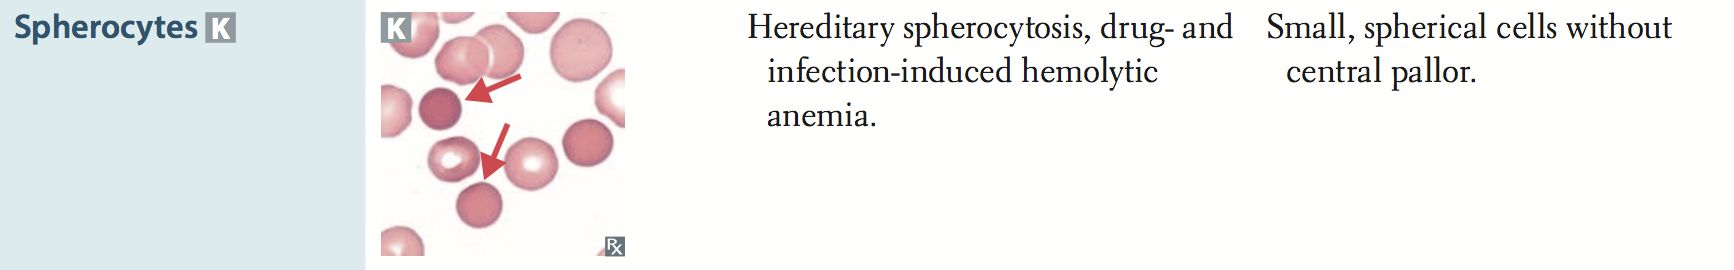 Spherocytes K
K
Rx
Hereditary spherocytosis, drug- and
infection-induced hemolytic
anemia.
Small, spherical cells without
central pallor.